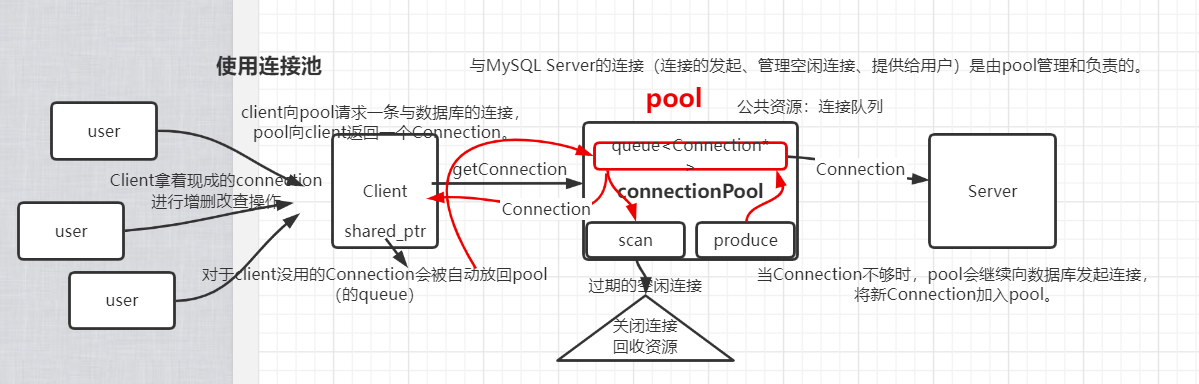 使用连接池
与MySQL Server的连接（连接的发起、管理空闲连接、提供给用户）是由pool管理和负责的。
pool
公共资源：连接队列
client向pool请求一条与数据库的连接，
pool向client返回一个Connection。
user
queue<Connection*
>
getConnection
Connection
Client拿着现成的connection
进行增删改查操作
Client
connectionPool
Server
Connection
user
shared_ptr
scan
produce
对于client没用的Connection会被自动放回pool
（的queue）
过期的空闲连接
当Connection不够时，pool会继续向数据库发起连接，
将新Connection加入pool。
user
关闭连接
回收资源